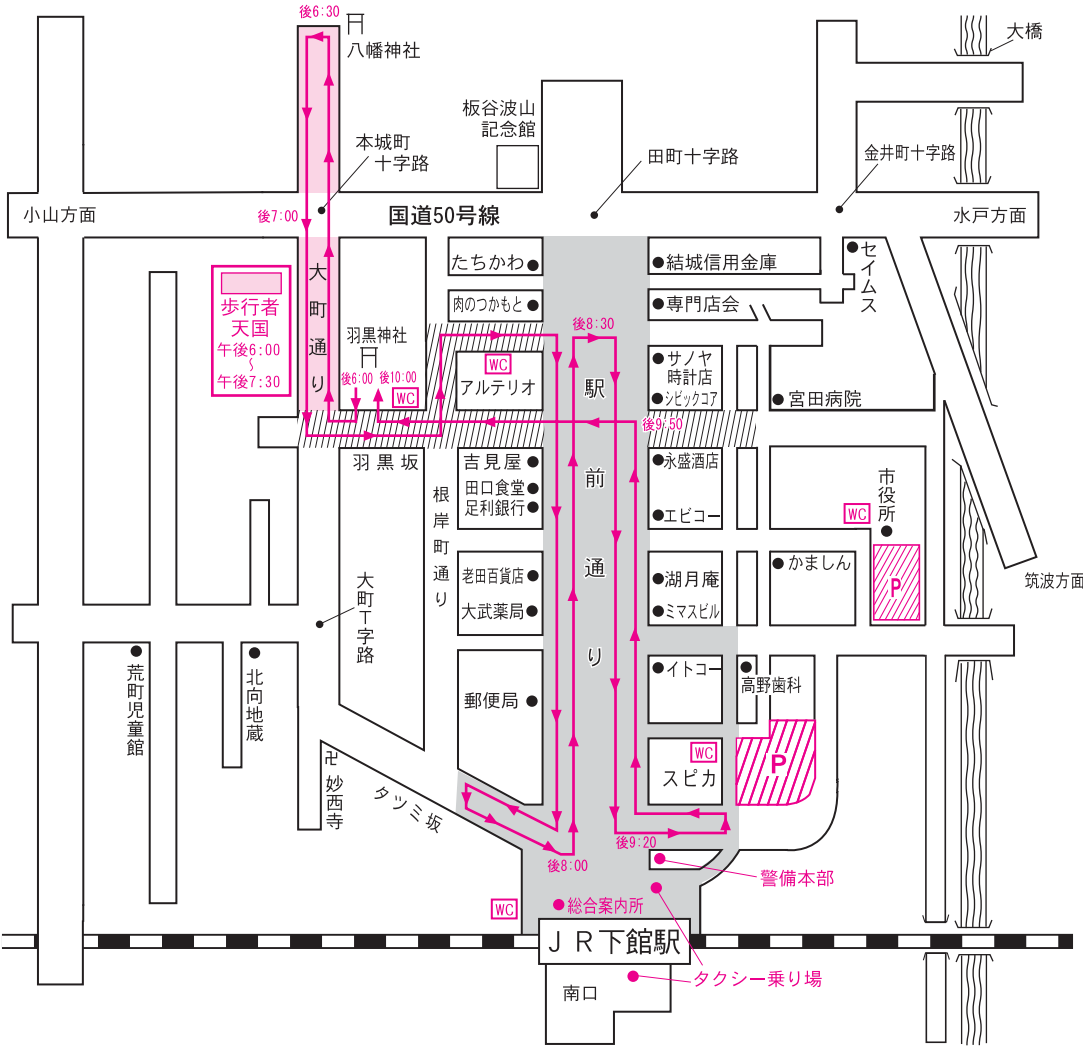 後6:30
八幡神社
大橋
板谷波山
記念館
本城町
十字路
田町十字路
金井町十字路
小山方面
後7:00
国道50号線
水戸方面
大町通り
たちかわ
結城信用金庫
セイムス
肉のつかもと
専門店会
歩行者
天国
午後6:00
〜
午後7:30
羽黒神社
後6:00
後10:00
WC
WC
アルテリオ
後8:30
駅前通り
サノヤ
時計店
シビックコア
宮田病院
後9:50
羽黒坂
吉見屋
田口食堂
足利銀行
根岸町通り
永盛酒店
エビコー
市役所
WC
P
老田百貨店
大武薬局
湖月庵
ミマスビル
かましん
筑波方面
大町T字路
荒町児童館
北向地蔵
郵便局
イトコー
高野歯科
卍妙西寺
タツミ坂
WC
スピカ
P
後8:00
後9:20
警備本部
WC
総合案内所
JR下館駅
タクシー乗り場
南口